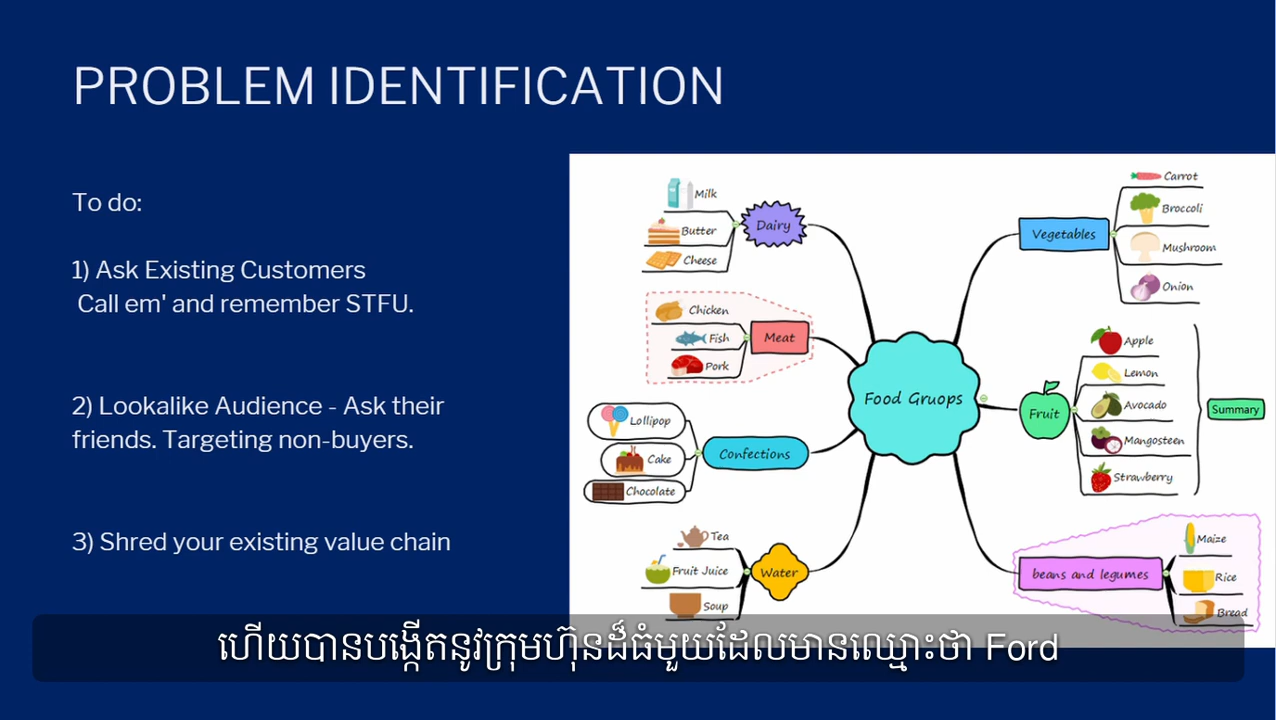 PROBLEM IDENTIFICATION
To do:
1) Ask Existing Customers
Call em' and remember STFU.
2) Lookalike Audience - Ask their
friends. Targeting non-buyers.
3) Shred your existing value chain
Milk
Butter
Cheese
Dairy
Chicken
Fish
Pork
Meat
Lollipop
Cake
Chocolate
Confections
Tea
Fruit Juice
Soup
Water
Food Gruops
Vegetables
Carrot
Broccoli
Mushroom
Onion
Fruit
Apple
Lemon
Avocado
Mangosteen
Strawberry
Summary
beans and legumes
Maize
Rice
Bread
ហើយបានបង្កើតនូវក្រុមហ៊ុនដ៏ធំមួយដែលមានឈ្មោះថា Ford